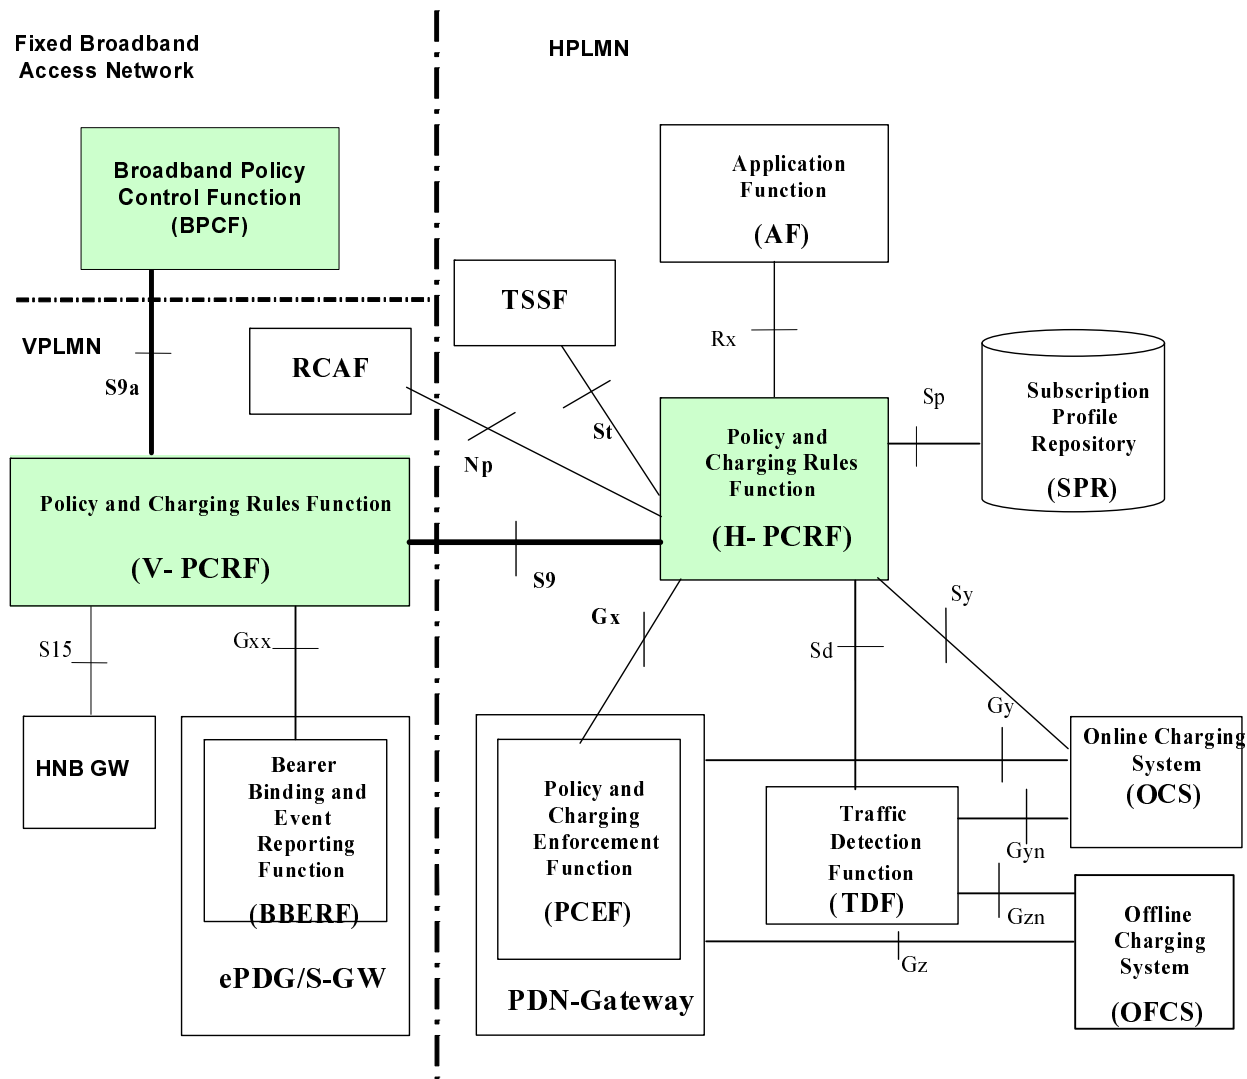 Fixed Broadband
Access Network
HPLMN
Broadband Policy
Control Function
(BPCF)
Application
Function
(AF)
TSSF
VPLMN
RCAF
Rx
S9a
St
Np
Sp
Subscription
Profile
Repository
(SPR)
Policy and
Charging Rules
Function
(H- PCRF)
Policy and Charging Rules Function
(V- PCRF)
S9
S15
Gxx
Gx
Sd
Sy
Gy
HNB GW
Bearer
Binding and
Event
Reporting
Function
(BBERF)
ePDG/S-GW
Policy and
Charging
Enforcement
Function
(PCEF)
PDN-Gateway
Traffic
Detection
Function
(TDF)
Online Charging
System
(OCS)
Gyn
Gzn
Gz
Offline
Charging
System
(OFCS)